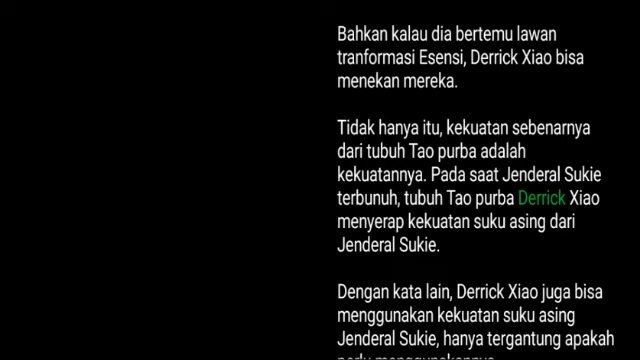 Bahkan kalau dia bertemu lawan
tranformasi Esensi, Derrick Xiao bisa
menekan mereka.
Tidak hanya itu, kekuatan sebenarnya
dari tubuh Tao purba adalah
kekuatannya. Pada saat Jenderal Sukie
terbunuh, tubuh Tao purba Derrick Xiao
menyerap kekuatan suku asing dari
Jenderal Sukie.
Dengan kata lain, Derrick Xiao juga bisa
menggunakan kekuatan suku asing
Jenderal Sukie, hanya tergantung apakah
perlu menggunakannya